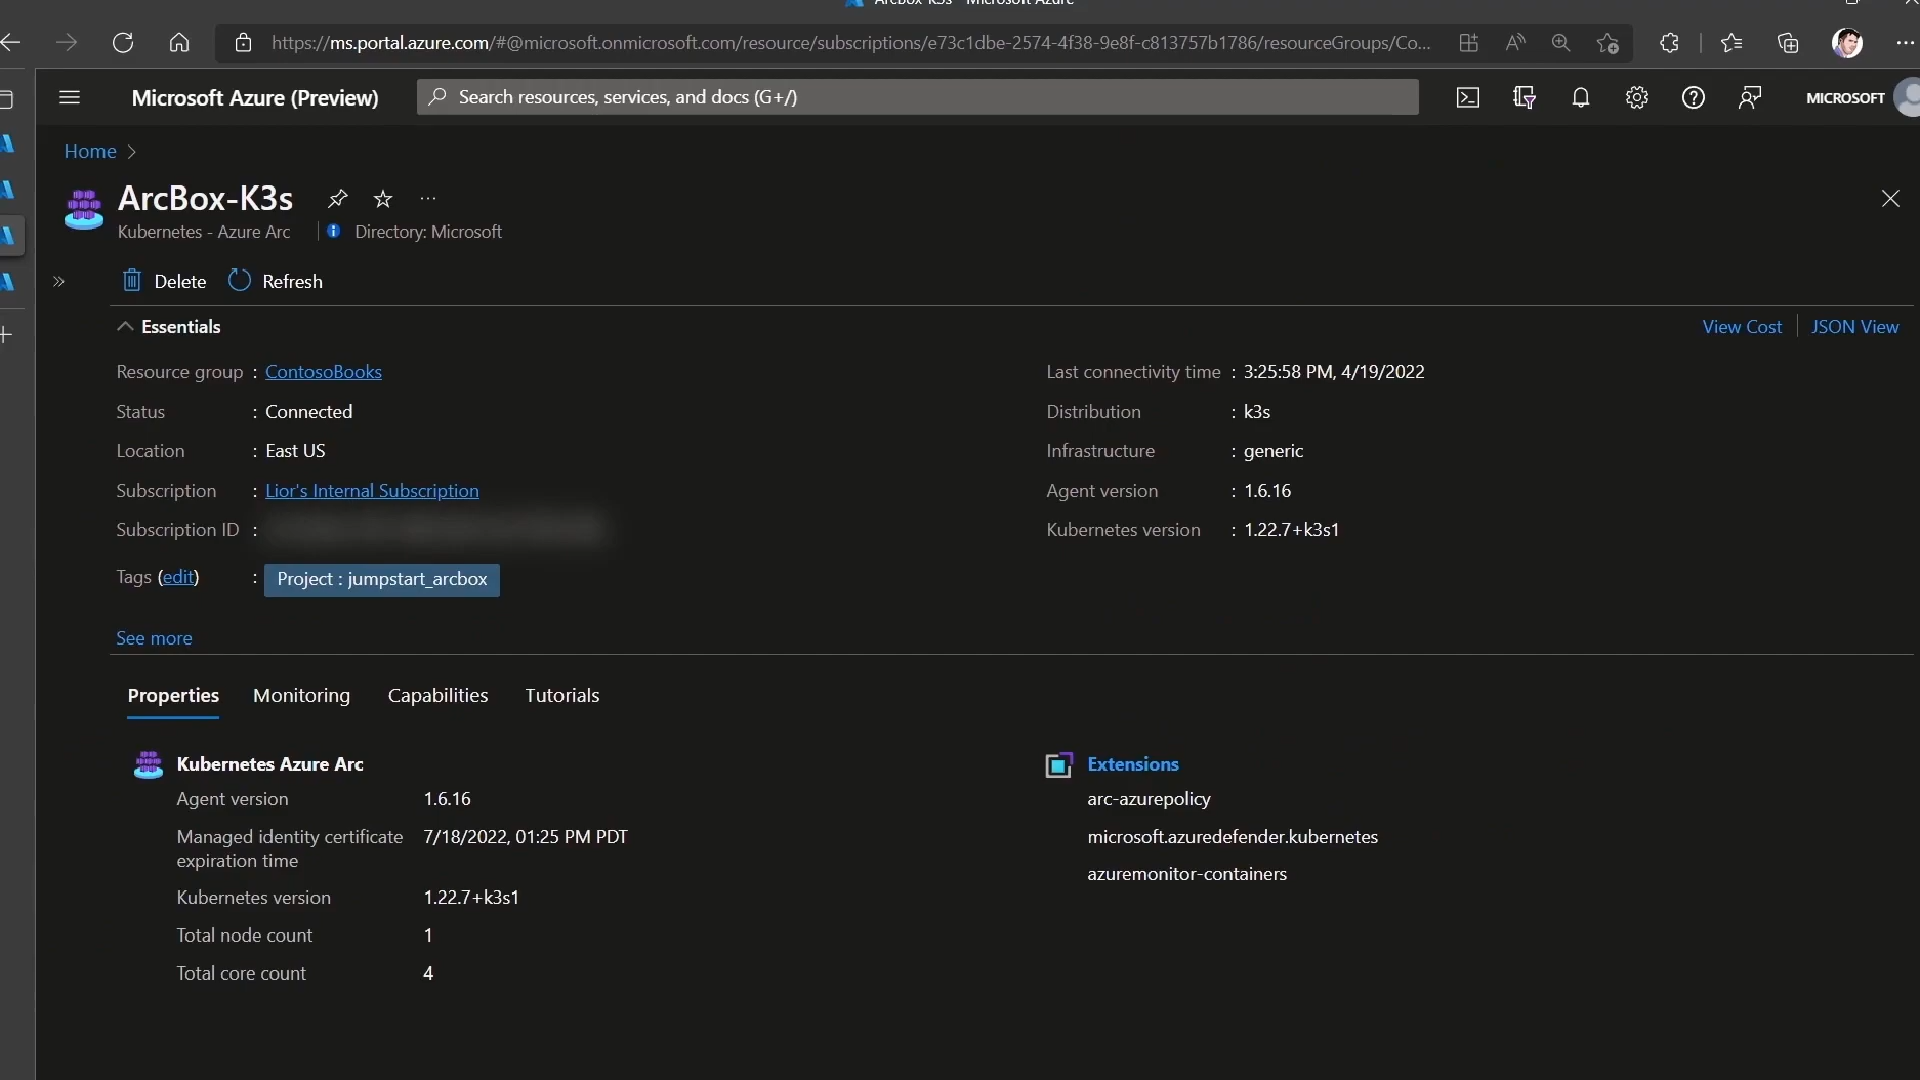 ArcBox-K3s - Microsoft Azure
https://ms.portal.azure.com/#@microsoft.onmicrosoft.com/resource/subscriptions/e73c1dbe-2574-4f38-9e8f-c813757b1786/resourceGroups/Co...
Microsoft Azure (Preview)
Search resources, services, and docs (G+/)
MICROSOFT
Home
ArcBox-K3s
Kubernetes - Azure Arc
Directory: Microsoft
Delete
Refresh
Essentials
View Cost
JSON View
Resource group : ContosoBooks
Status : Connected
Location : East US
Subscription : Lior's Internal Subscription
Subscription ID :
Tags (edit) : Project : jumpstart_arcbox
Last connectivity time : 3:25:58 PM, 4/19/2022
Distribution : k3s
Infrastructure : generic
Agent version : 1.6.16
Kubernetes version : 1.22.7+k3s1
See more
Properties
Monitoring
Capabilities
Tutorials
Kubernetes Azure Arc
Agent version 1.6.16
Managed identity certificate 7/18/2022, 01:25 PM PDT
expiration time
Kubernetes version 1.22.7+k3s1
Total node count 1
Total core count 4
Extensions
arc-azurepolicy
microsoft.azuredefender.kubernetes
azuremonitor-containers